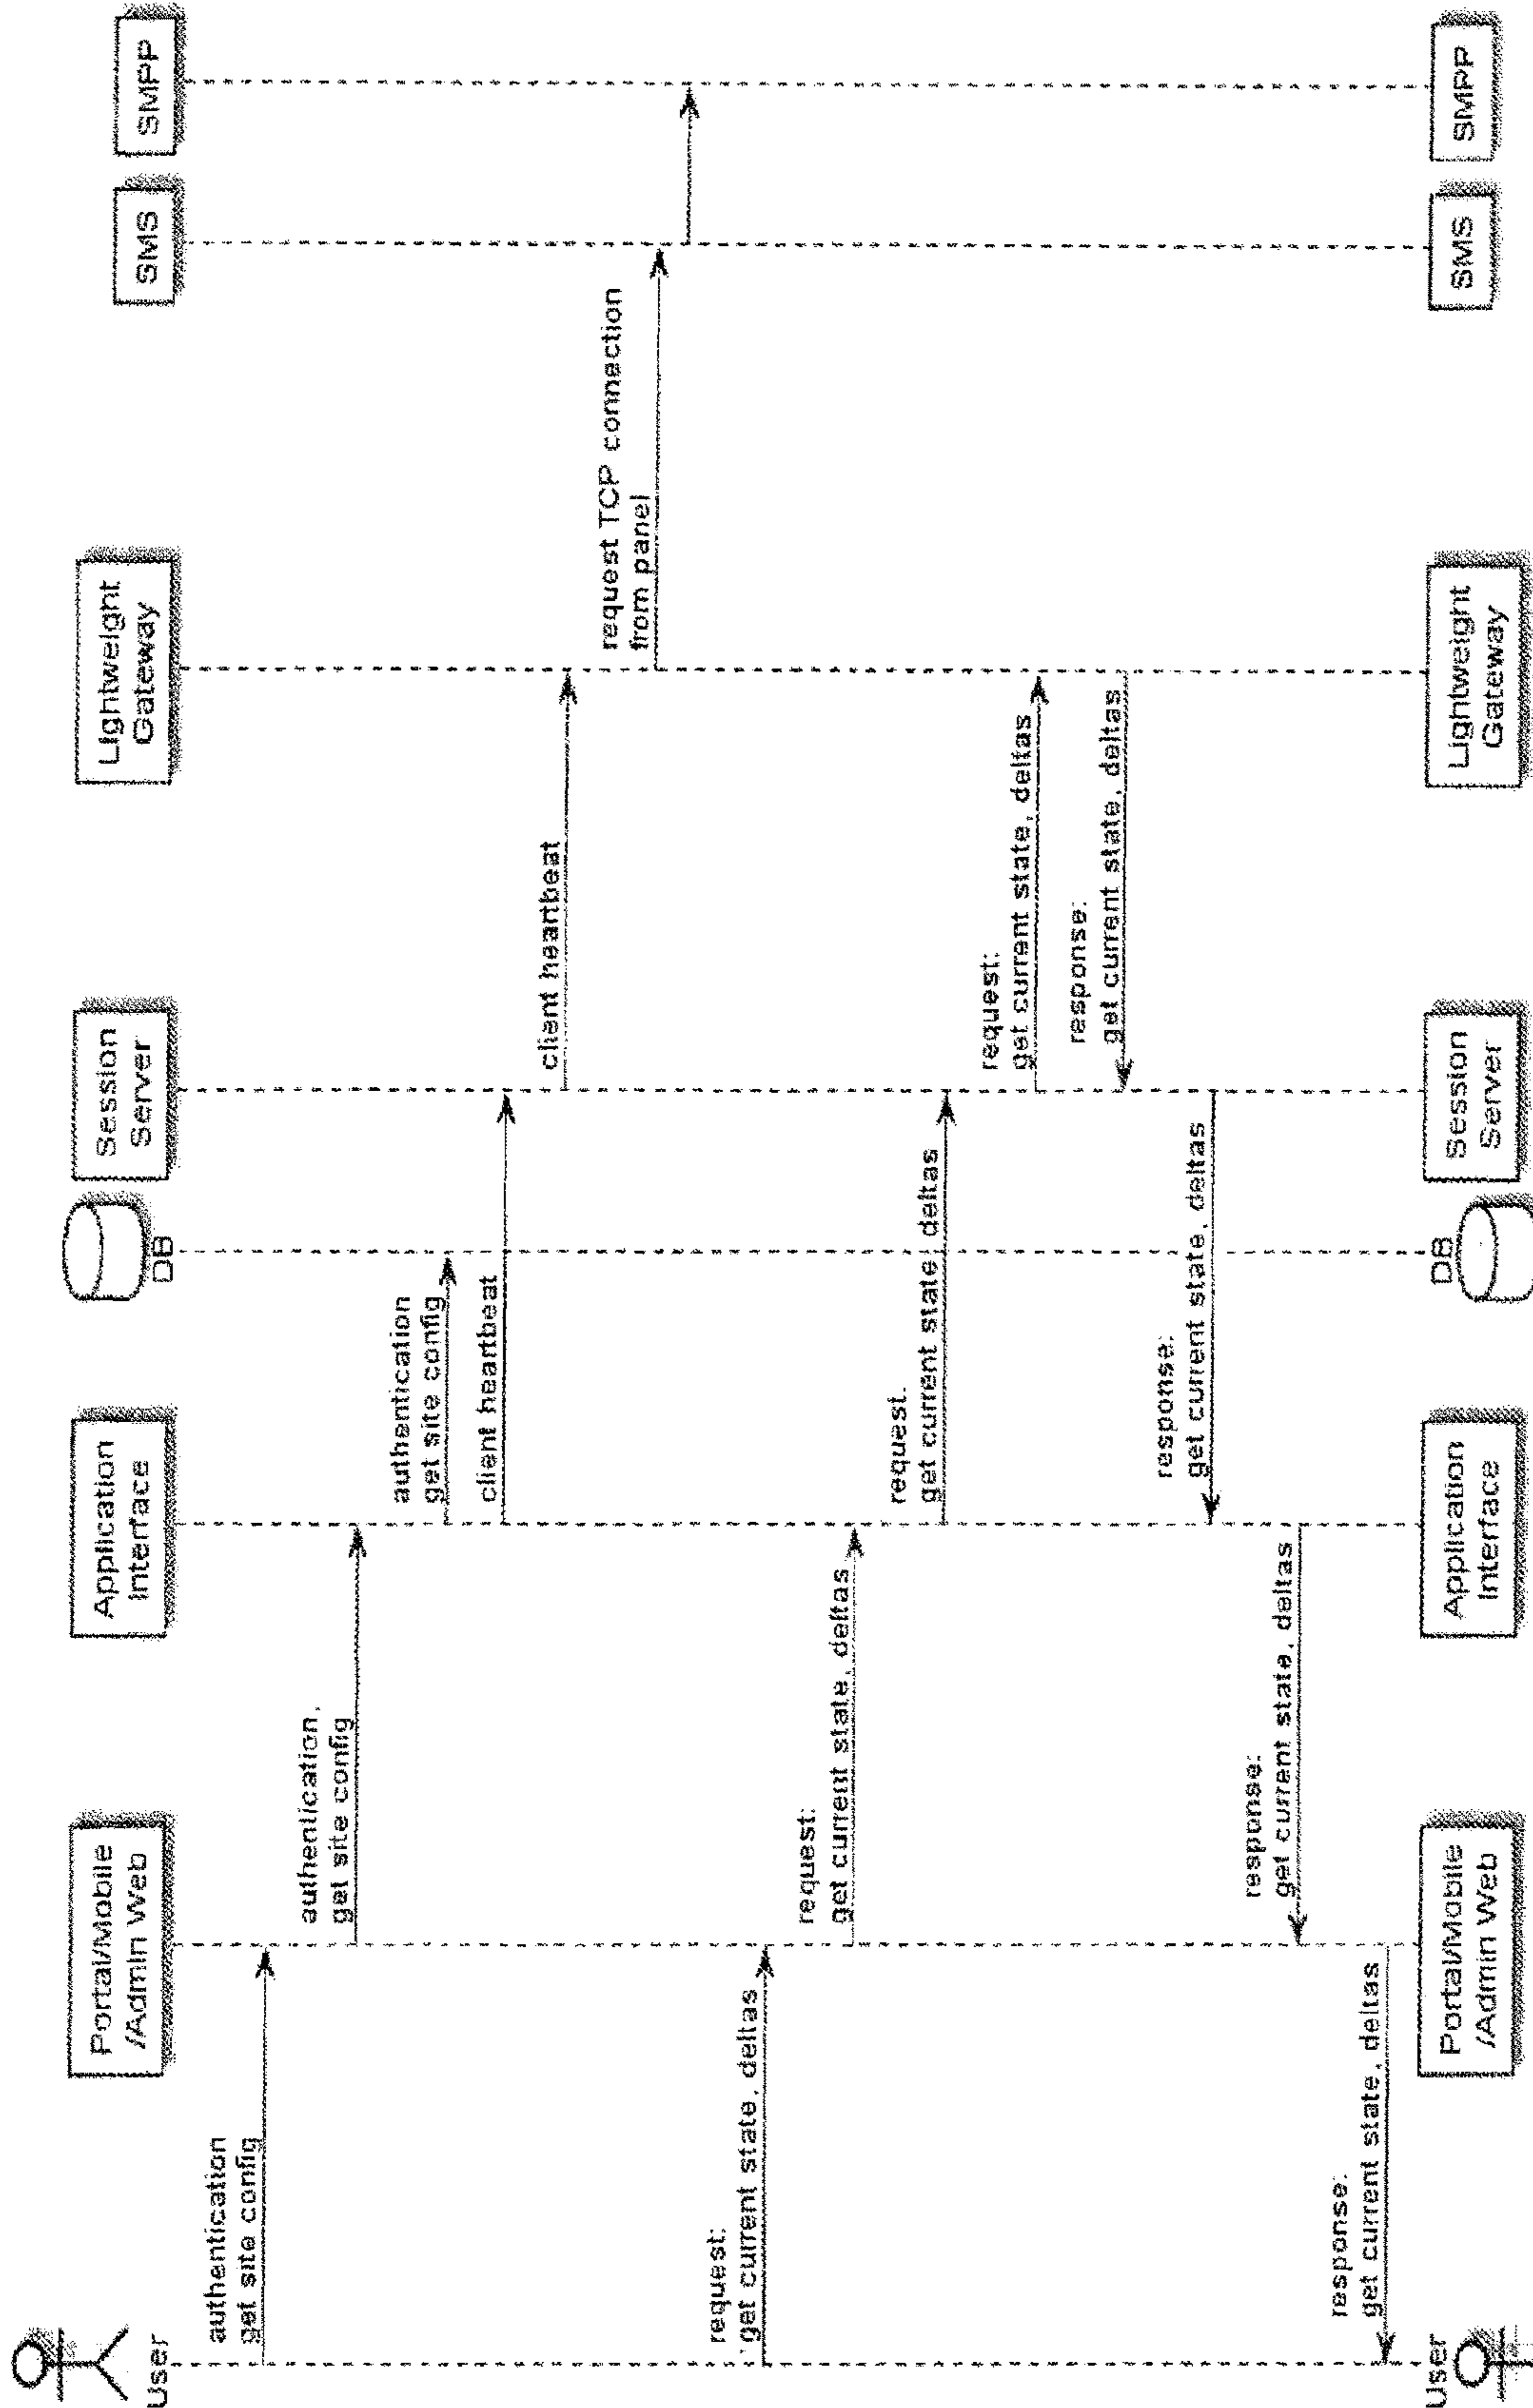 User
Portal/Mobile
/Admin Web
Application
Interface
DB
Session
Server
Lightweight
Gateway
SMS
SMPP
authentication
get site config
authentication,
get site config
authentication
get site config
client heartbeat
client heartbeat
request TCP connection
from panel
request:
get current state, deltas
request:
get current state, deltas
request.
get current state, deltas
request:
get current state, deltas
response:
get current state, deltas
response:
get current state, deltas
response:
get current state, deltas
response:
get current state, deltas
User
Portal/Mobile
/Admin Web
Application
Interface
DB
Session
Server
Lightweight
Gateway
SMS
SMPP